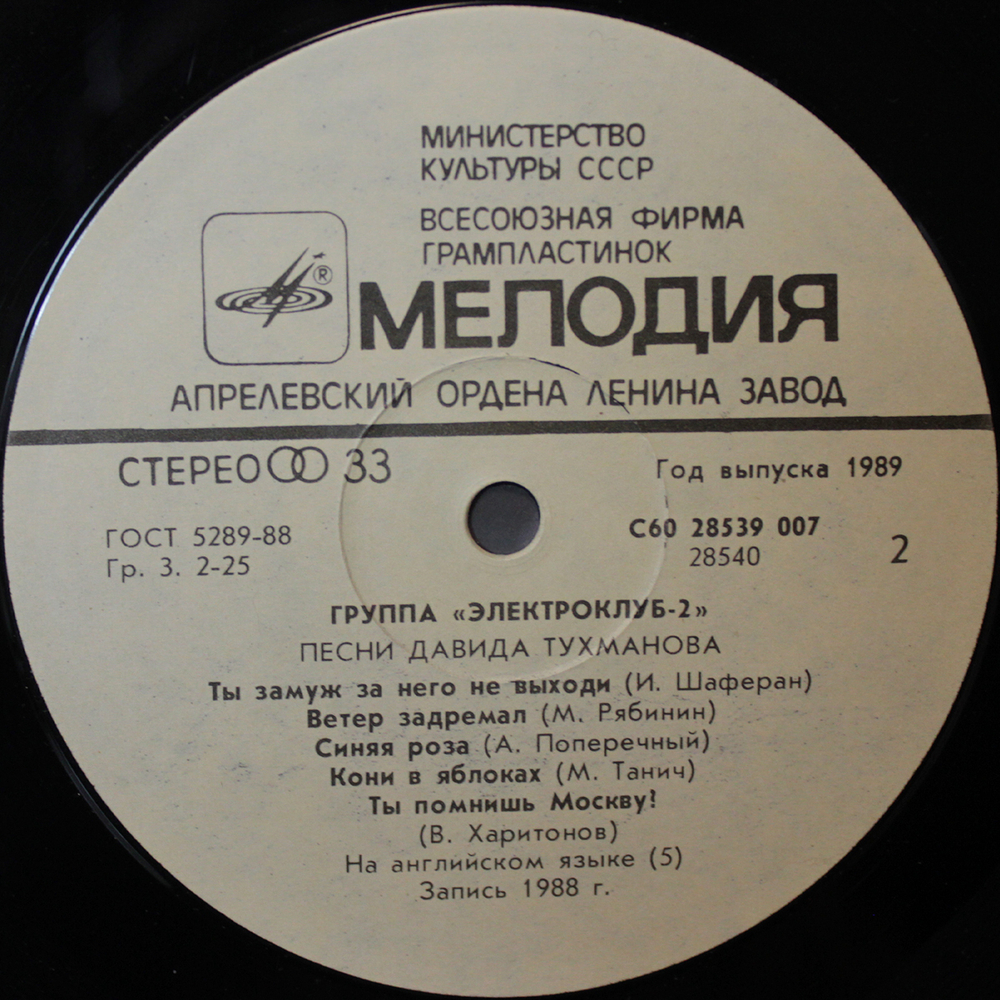 МИНИСТЕРСТВО
КУЛЬТУРЫ СССР
ВСЕСОЮЗНАЯ ФИРМА
ГРАМПЛАСТИНОК
®
МЕЛОДИЯ
АПРЕЛЕВСКИЙ ОРДЕНА ЛЕНИНА ЗАВОД
СТЕРЕО 33
Год выпуска 1989
ГОСТ 5289-88
Гр. 3. 2-25
С60 28539 007
28540
2
ГРУППА «ЭЛЕКТРОКЛУБ-2»
ПЕСНИ ДАВИДА ТУХМАНОВА
Ты замуж за него не выходи (И. Шаферан)
Ветер задремал (М. Рябинин)
Синяя роза (А. Поперечный)
Кони в яблоках (М. Танич)
Ты помнишь Москву?
(В. Харитонов)
На английском языке (5)
Запись 1988 г.